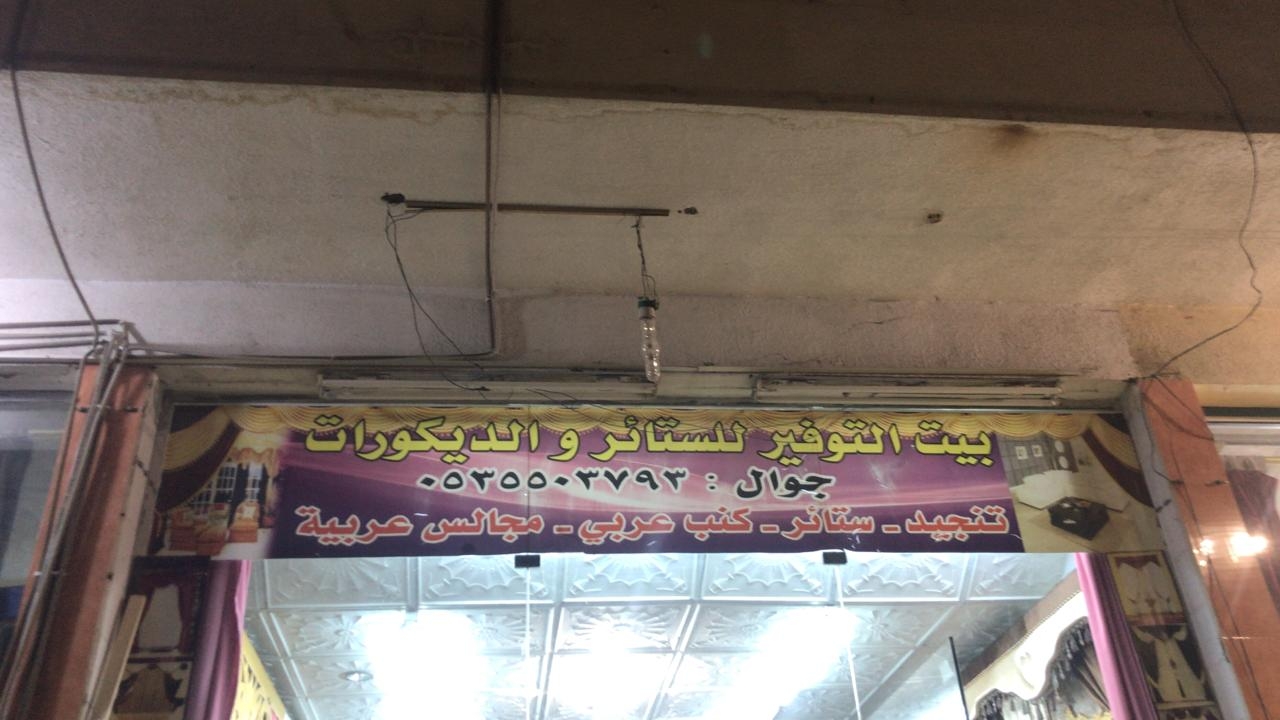 بيت التوفير للستائر و الديكورات
جوال : ٠٥٣٥٥٠٣٧٩٣
تنجيد - ستائر - كنب عربي - مجالس عربية